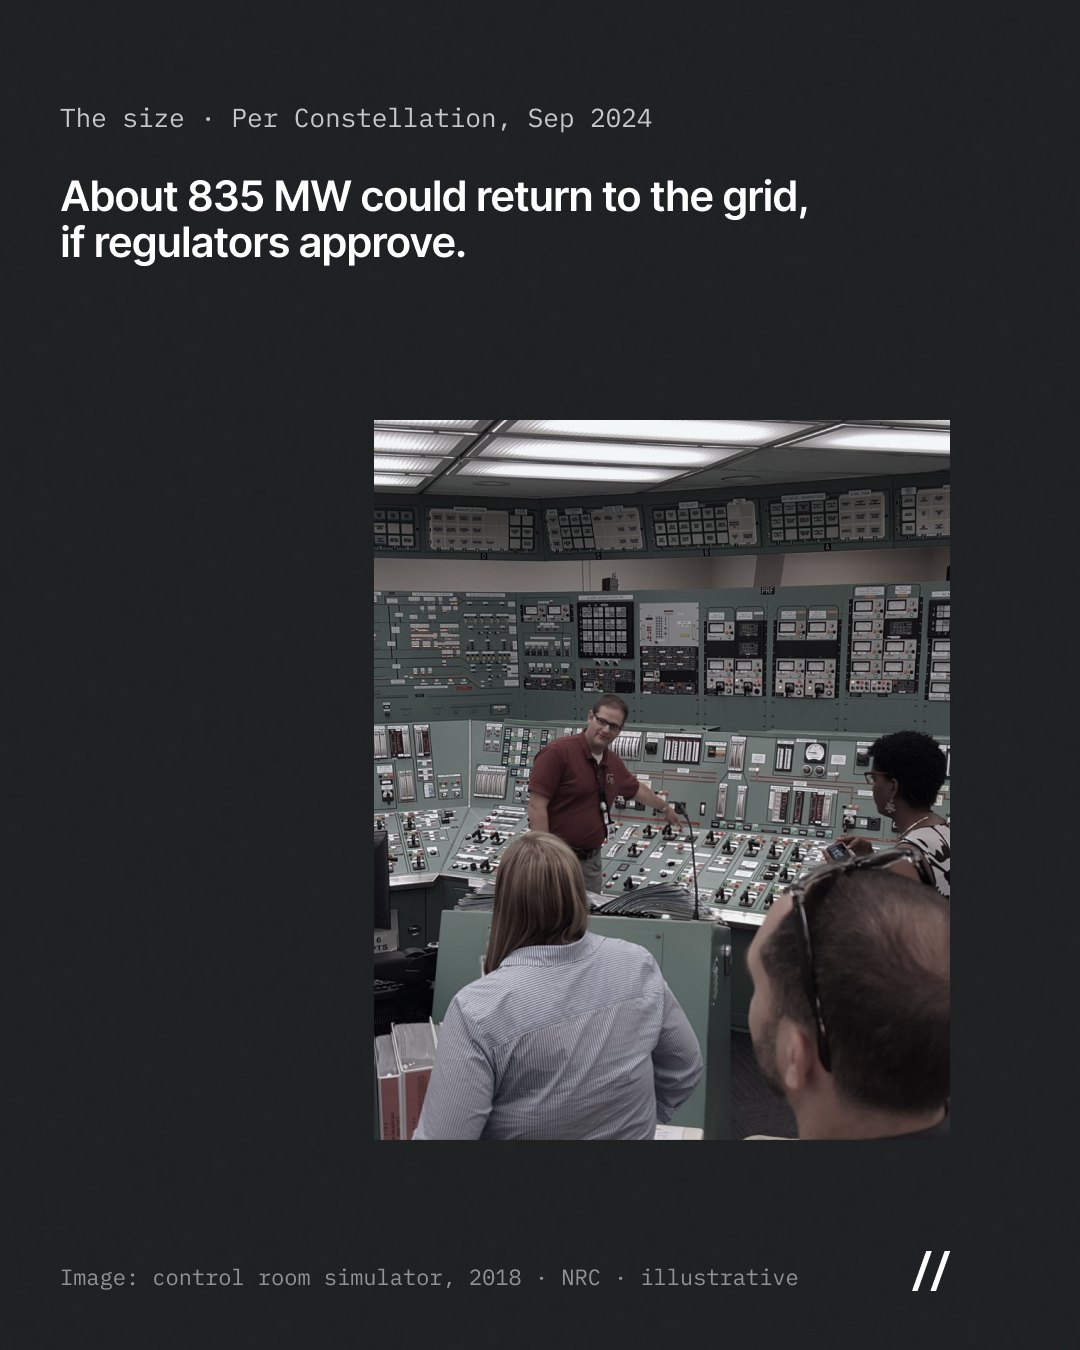 The size · Per Constellation, Sep 2024
About 835 MW could return to the grid,
if regulators approve.
PRF
Image: control room simulator, 2018 · NRC · illustrative
//